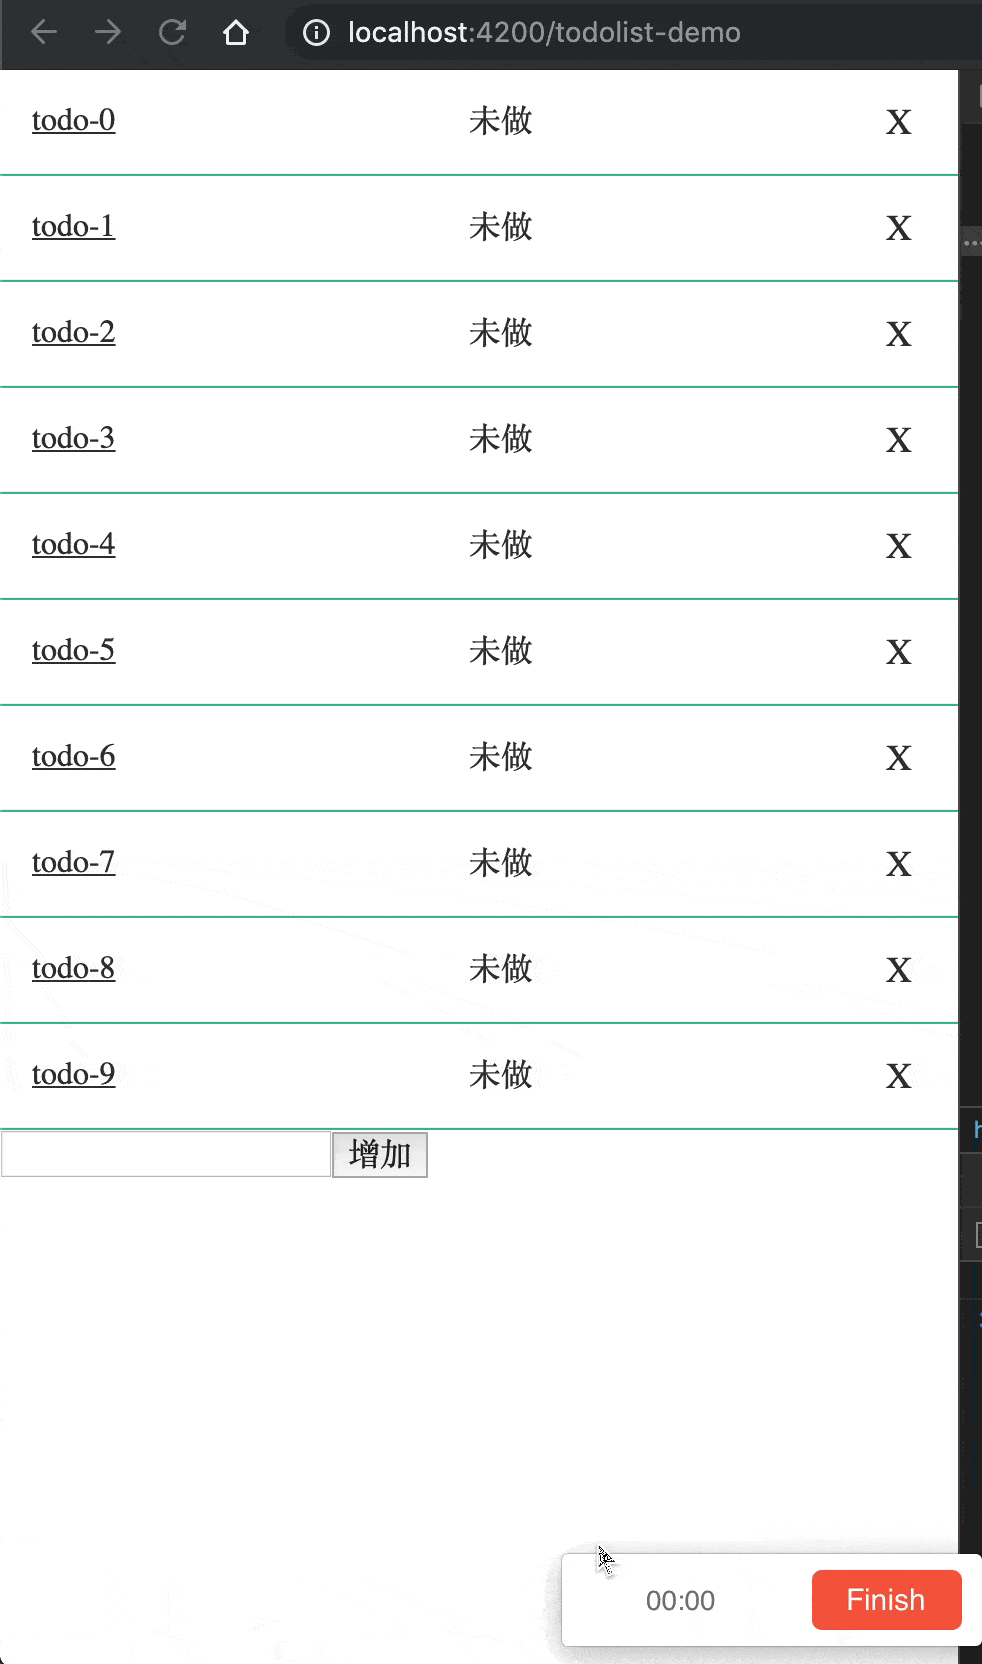 localhost:4200/todolist-demo
todo-0 未做 X
todo-1 未做 X
todo-2 未做 X
todo-3 未做 X
todo-4 未做 X
todo-5 未做 X
todo-6 未做 X
todo-7 未做 X
todo-8 未做 X
todo-9 未做 X
增加
00:00 Finish